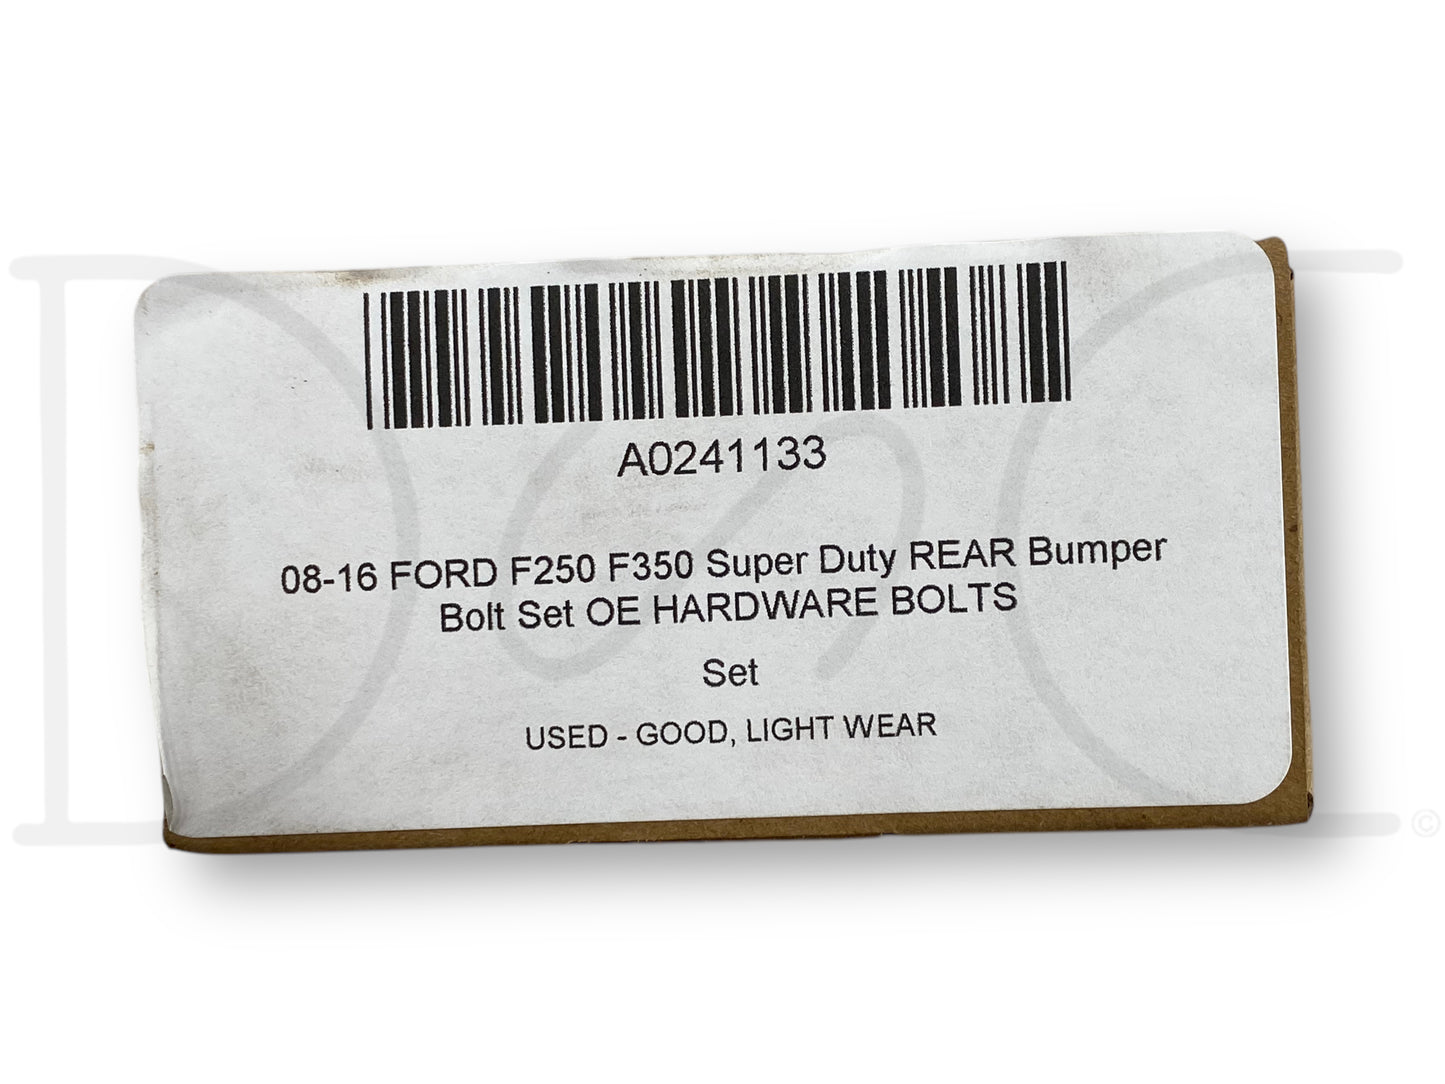 A0241133
08-16 FORD F250 F350 Super Duty REAR Bumper
Bolt Set OE HARDWARE BOLTS
Set
USED - GOOD, LIGHT WEAR
©